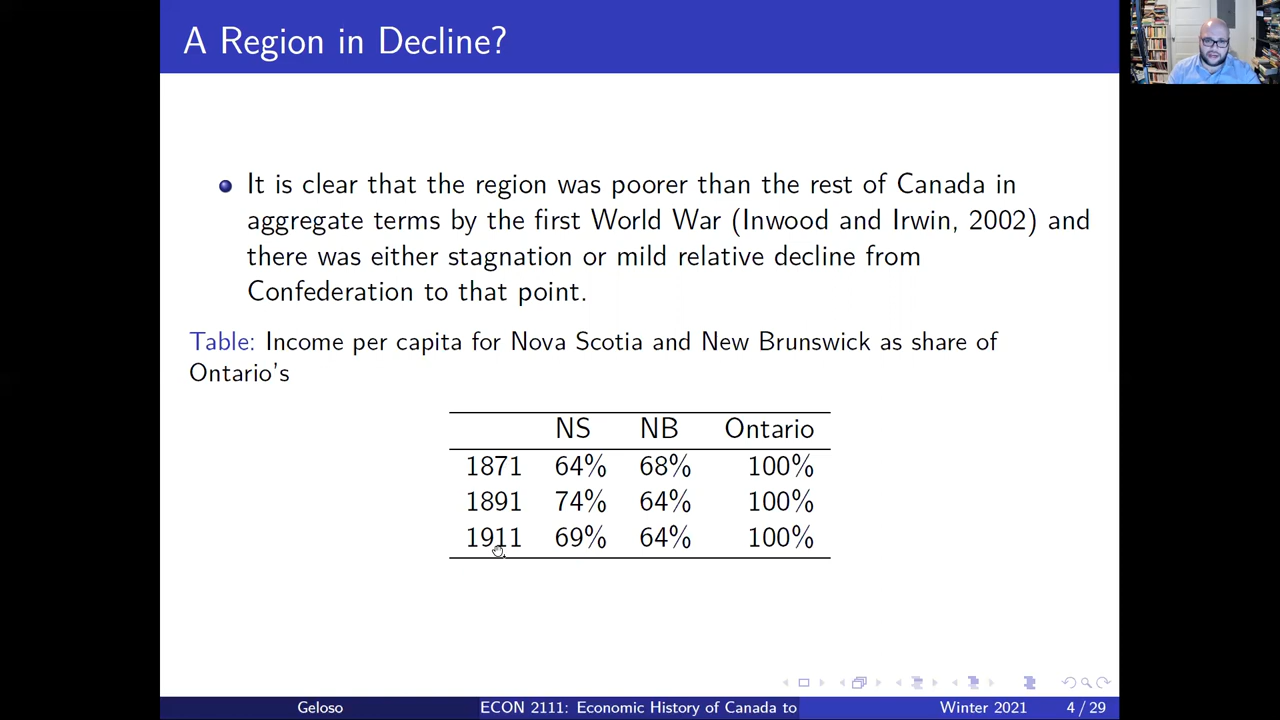 A Region in Decline?
It is clear that the region was poorer than the rest of Canada in
aggregate terms by the first World War (Inwood and Irwin, 2002) and
there was either stagnation or mild relative decline from
Confederation to that point.
Table: Income per capita for Nova Scotia and New Brunswick as share of
Ontario's
NS NB Ontario
1871 64% 68% 100%
1891 74% 64% 100%
1911 69% 64% 100%
Geloso ECON 2111: Economic History of Canada to Winter 2021 4 / 29